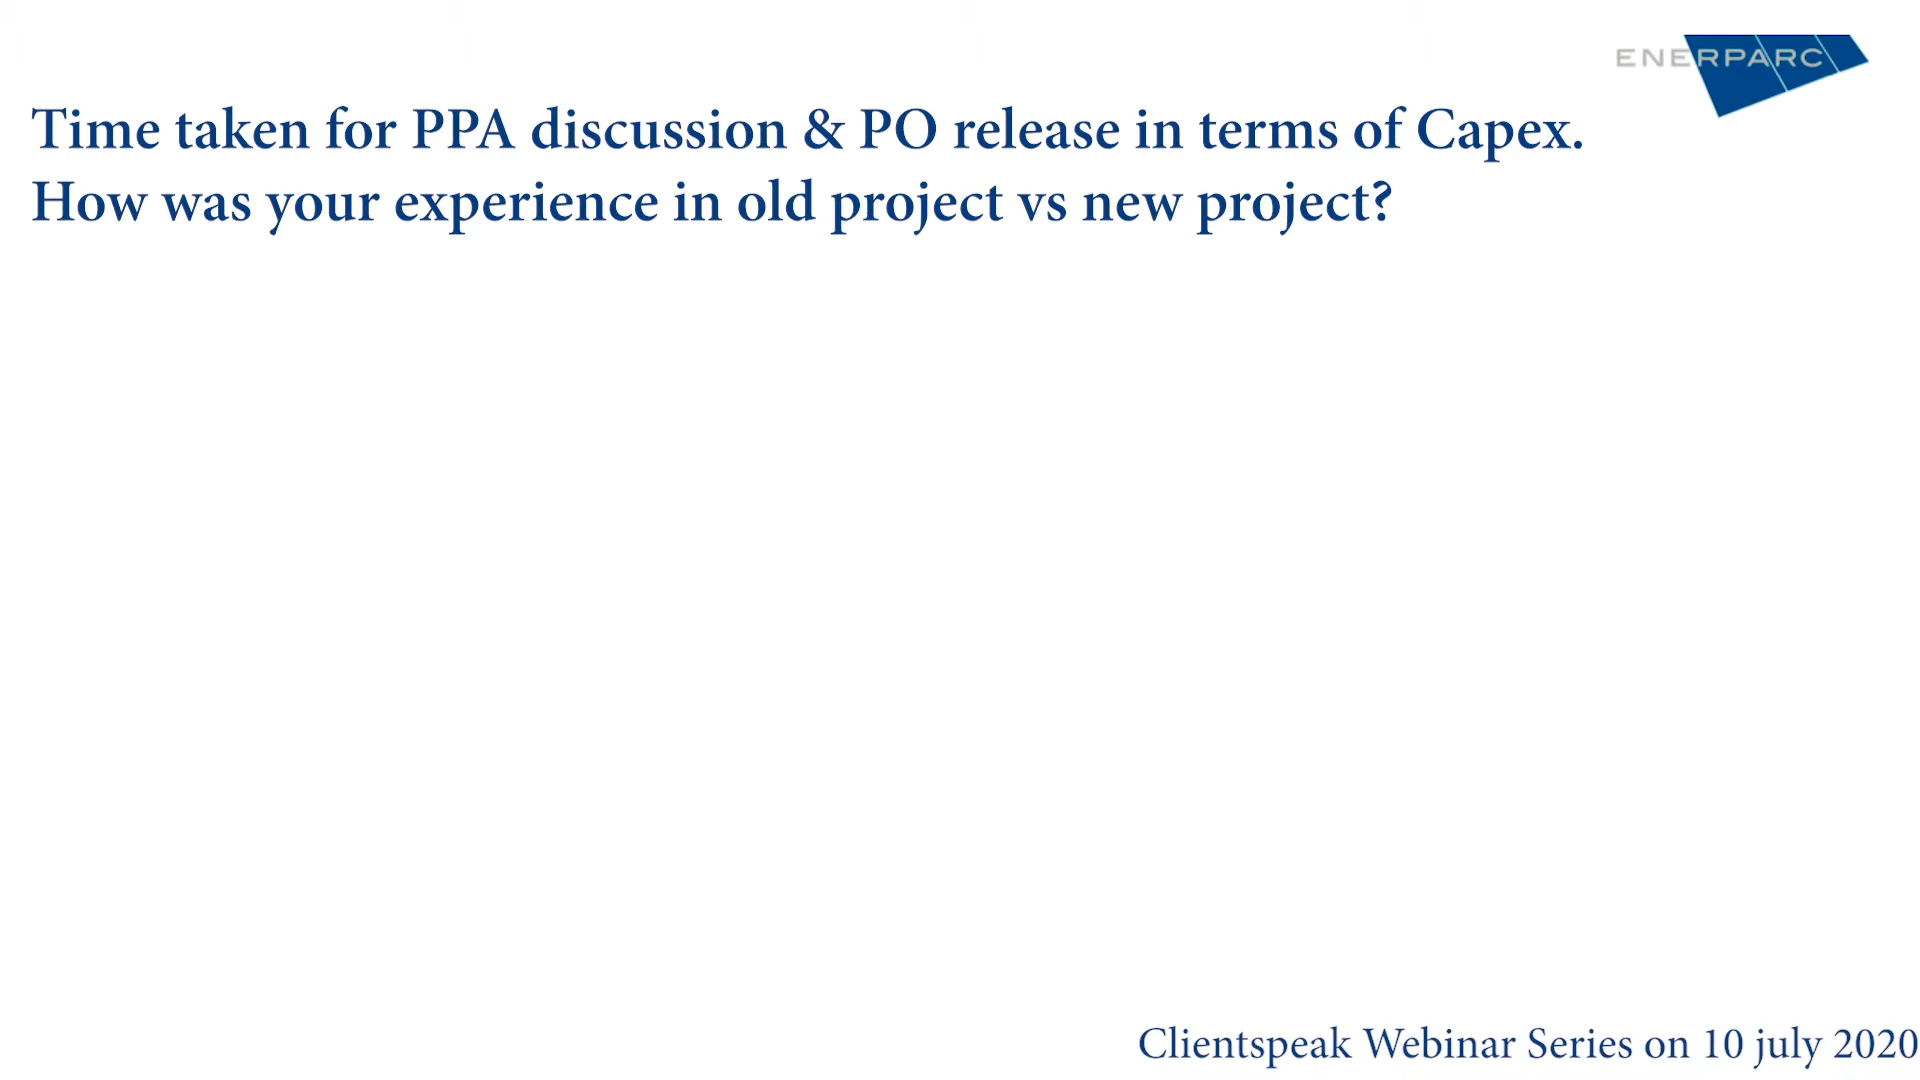 ENERPARC
Time taken for PPA discussion & PO release in terms of Capex.
How was your experience in old project vs new project?
Clientspeak Webinar Series on 10 july 2020